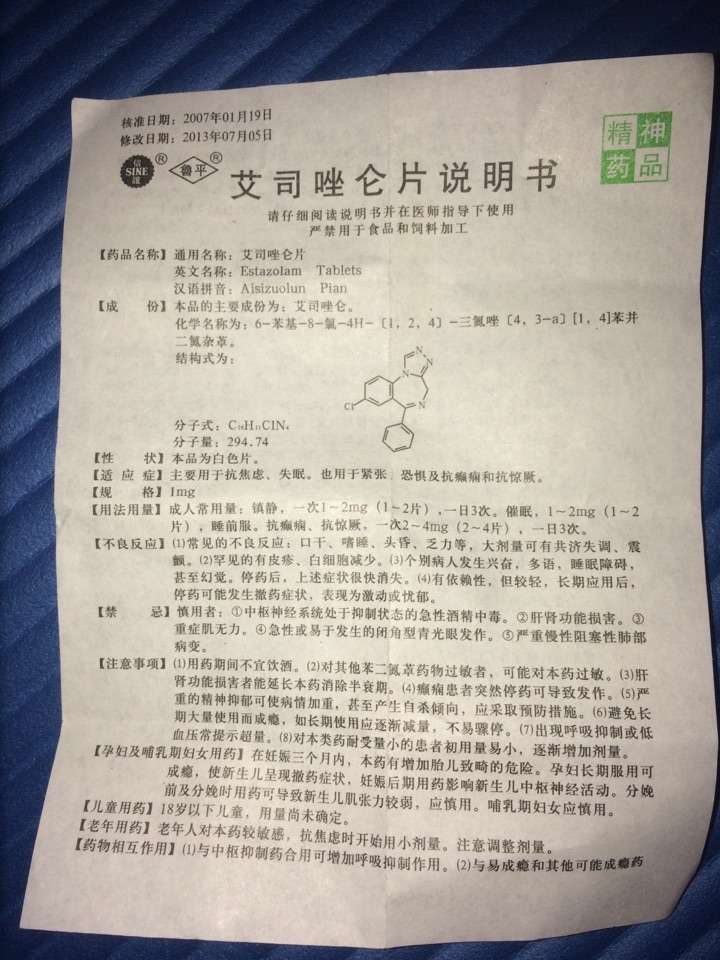 核准日期：2007年01月19日
修改日期：2013年07月05日
精神
药品
信
SINE
谊
®
鲁平
®
艾司唑仑片说明书
请仔细阅读说明书并在医师指导下使用
严禁用于食品和饲料加工
【药品名称】通用名称：艾司唑仑片
英文名称：Estazolam Tablets
汉语拼音：Aisizuolun Pian
【成 份】本品的主要成份为：艾司唑仑。
化学名称为：6-苯基-8-氯-4H-〔1，2，4〕-三氮唑〔4，3-a〕[1，4]苯并
二氮杂䓬。
结构式为：
N
N
N
Cl
N
分子式：C₁₆H₁₁ClN₄
分子量：294.74
【性 状】本品为白色片。
【适 应 症】主要用于抗焦虑、失眠。也用于紧张、恐惧及抗癫痫和抗惊厥。
【规 格】1mg
【用法用量】成人常用量：镇静，一次1～2mg（1～2片），一日3次。催眠，1～2mg（1～2
片），睡前服。抗癫痫、抗惊厥，一次2～4mg（2～4片），一日3次。
【不良反应】⑴常见的不良反应：口干、嗜睡、头昏、乏力等，大剂量可有共济失调、震
颤。⑵罕见的有皮疹、白细胞减少。⑶个别病人发生兴奋，多语，睡眠障碍，
甚至幻觉。停药后，上述症状很快消失。⑷有依赖性，但较轻，长期应用后，
停药可能发生撤药症状，表现为激动或忧郁。
【禁 忌】慎用者：①中枢神经系统处于抑制状态的急性酒精中毒。②肝肾功能损害。③
重症肌无力。④急性或易于发生的闭角型青光眼发作。⑤严重慢性阻塞性肺部
病变。
【注意事项】⑴用药期间不宜饮酒。⑵对其他苯二氮䓬药物过敏者，可能对本药过敏。⑶肝
肾功能损害者能延长本药消除半衰期。⑷癫痫患者突然停药可导致发作。⑸严
重的精神抑郁可使病情加重，甚至产生自杀倾向，应采取预防措施。⑹避免长
期大量使用而成瘾，如长期使用应逐渐减量，不易骤停。⑺出现呼吸抑制或低
血压常提示超量。⑻对本类药耐受量小的患者初用量易小，逐渐增加剂量。
【孕妇及哺乳期妇女用药】在妊娠三个月内，本药有增加胎儿致畸的危险。孕妇长期服用可
成瘾，使新生儿呈现撤药症状，妊娠后期用药影响新生儿中枢神经活动。分娩
前及分娩时用药可导致新生儿肌张力较弱，应慎用。哺乳期妇女应慎用。
【儿童用药】18岁以下儿童，用量尚未确定。
【老年用药】老年人对本药较敏感，抗焦虑时开始用小剂量。注意调整剂量。
【药物相互作用】⑴与中枢抑制药合用可增加呼吸抑制作用。⑵与易成瘾和其他可能成瘾药